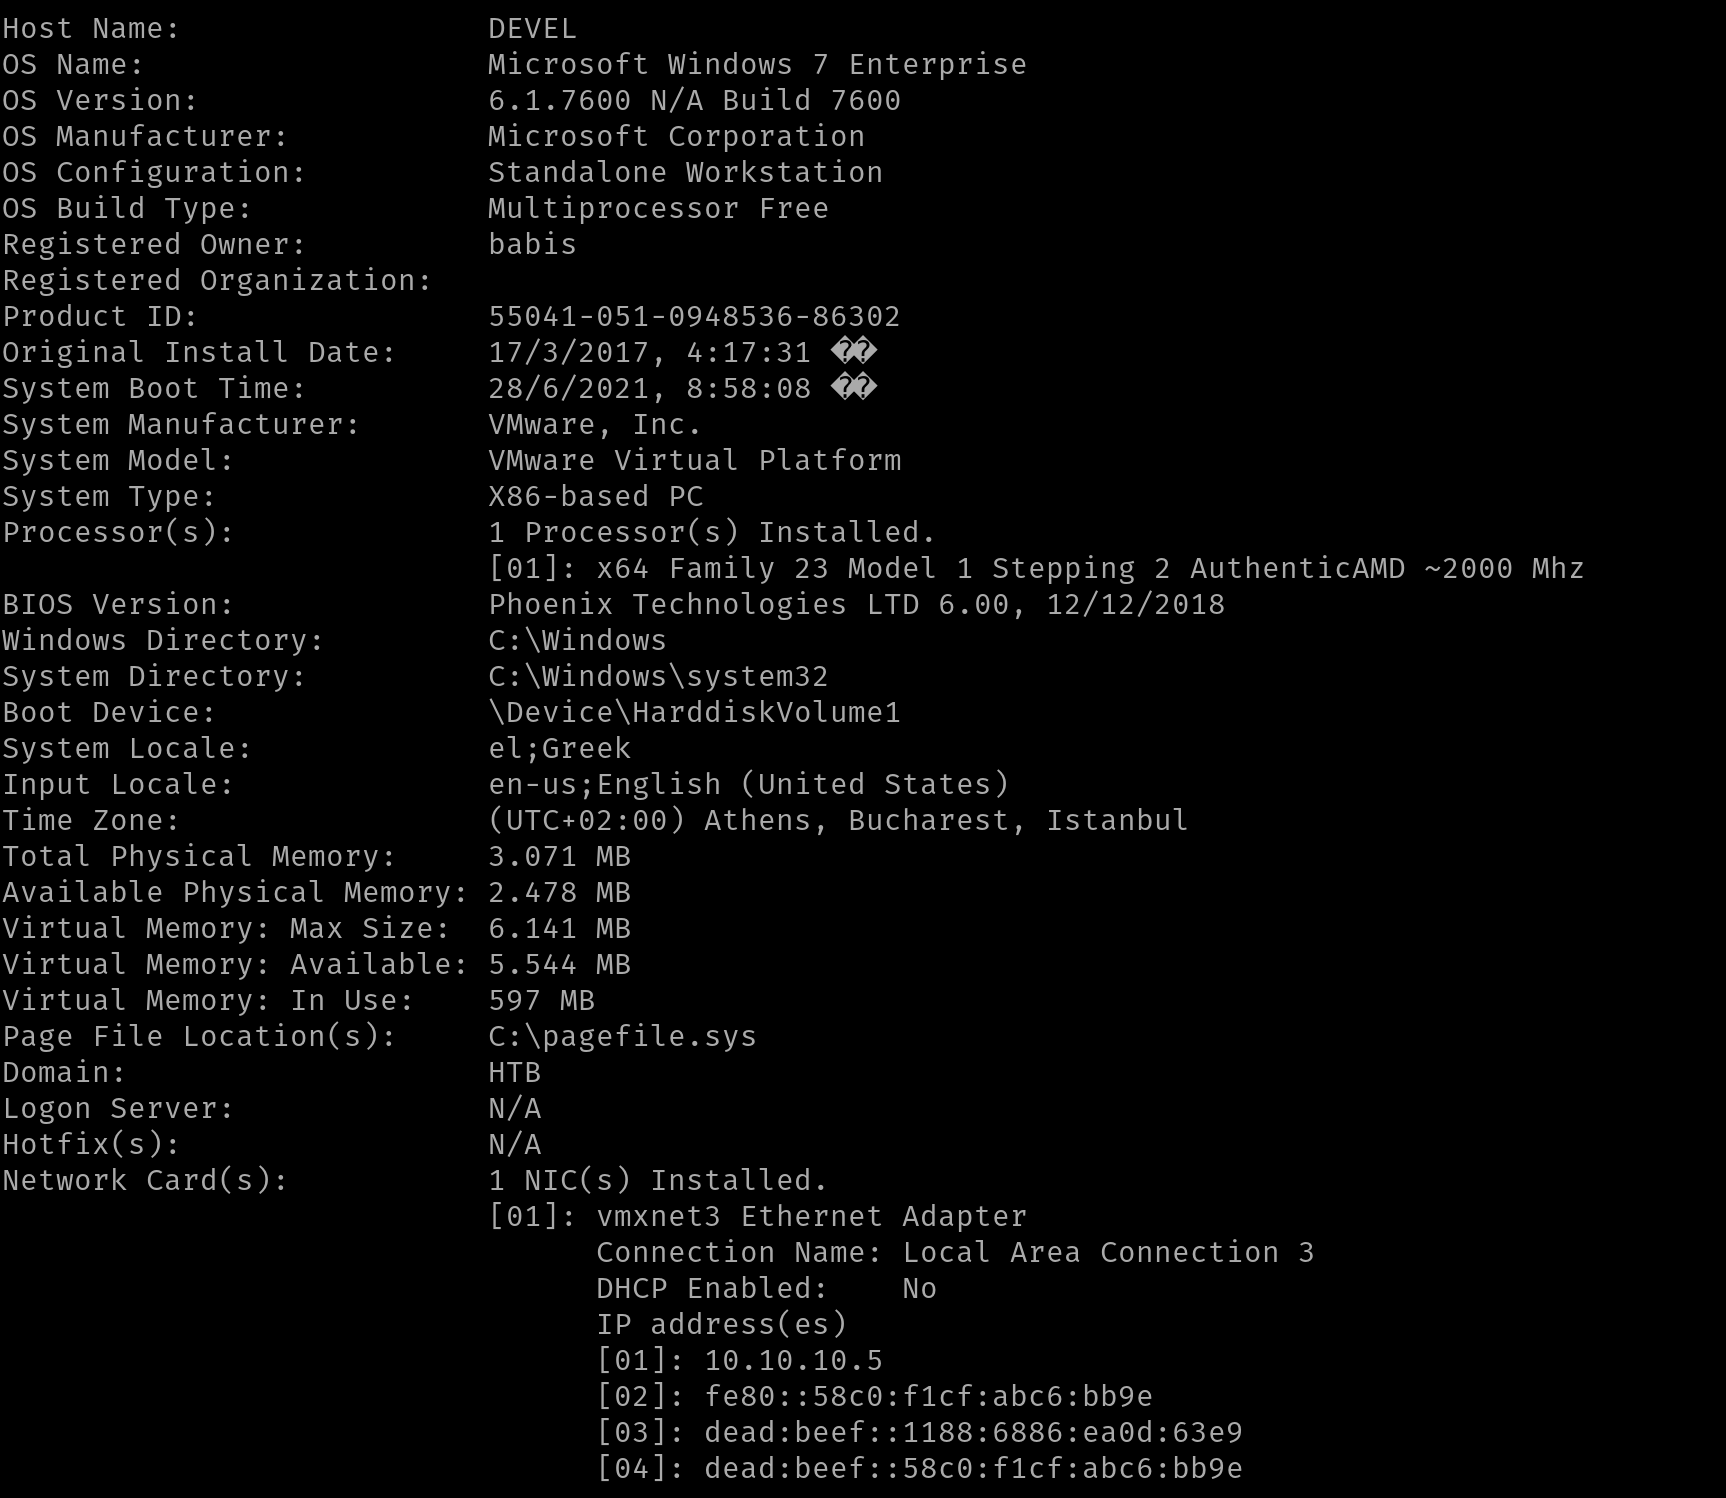 Host Name:                 DEVEL
OS Name:                   Microsoft Windows 7 Enterprise
OS Version:                6.1.7600 N/A Build 7600
OS Manufacturer:           Microsoft Corporation
OS Configuration:          Standalone Workstation
OS Build Type:             Multiprocessor Free
Registered Owner:          babis
Registered Organization:
Product ID:                55041-051-0948536-86302
Original Install Date:     17/3/2017, 4:17:31 ��
System Boot Time:          28/6/2021, 8:58:08 ��
System Manufacturer:       VMware, Inc.
System Model:              VMware Virtual Platform
System Type:               X86-based PC
Processor(s):              1 Processor(s) Installed.
                           [01]: x64 Family 23 Model 1 Stepping 2 AuthenticAMD ~2000 Mhz
BIOS Version:              Phoenix Technologies LTD 6.00, 12/12/2018
Windows Directory:         C:\Windows
System Directory:          C:\Windows\system32
Boot Device:               \Device\HarddiskVolume1
System Locale:             el;Greek
Input Locale:              en-us;English (United States)
Time Zone:                 (UTC+02:00) Athens, Bucharest, Istanbul
Total Physical Memory:     3.071 MB
Available Physical Memory: 2.478 MB
Virtual Memory: Max Size:  6.141 MB
Virtual Memory: Available: 5.544 MB
Virtual Memory: In Use:    597 MB
Page File Location(s):     C:\pagefile.sys
Domain:                    HTB
Logon Server:              N/A
Hotfix(s):                 N/A
Network Card(s):           1 NIC(s) Installed.
                           [01]: vmxnet3 Ethernet Adapter
                                 Connection Name: Local Area Connection 3
                                 DHCP Enabled:    No
                                 IP address(es)
                                 [01]: 10.10.10.5
                                 [02]: fe80::58c0:f1cf:abc6:bb9e
                                 [03]: dead:beef::1188:6886:ea0d:63e9
                                 [04]: dead:beef::58c0:f1cf:abc6:bb9e